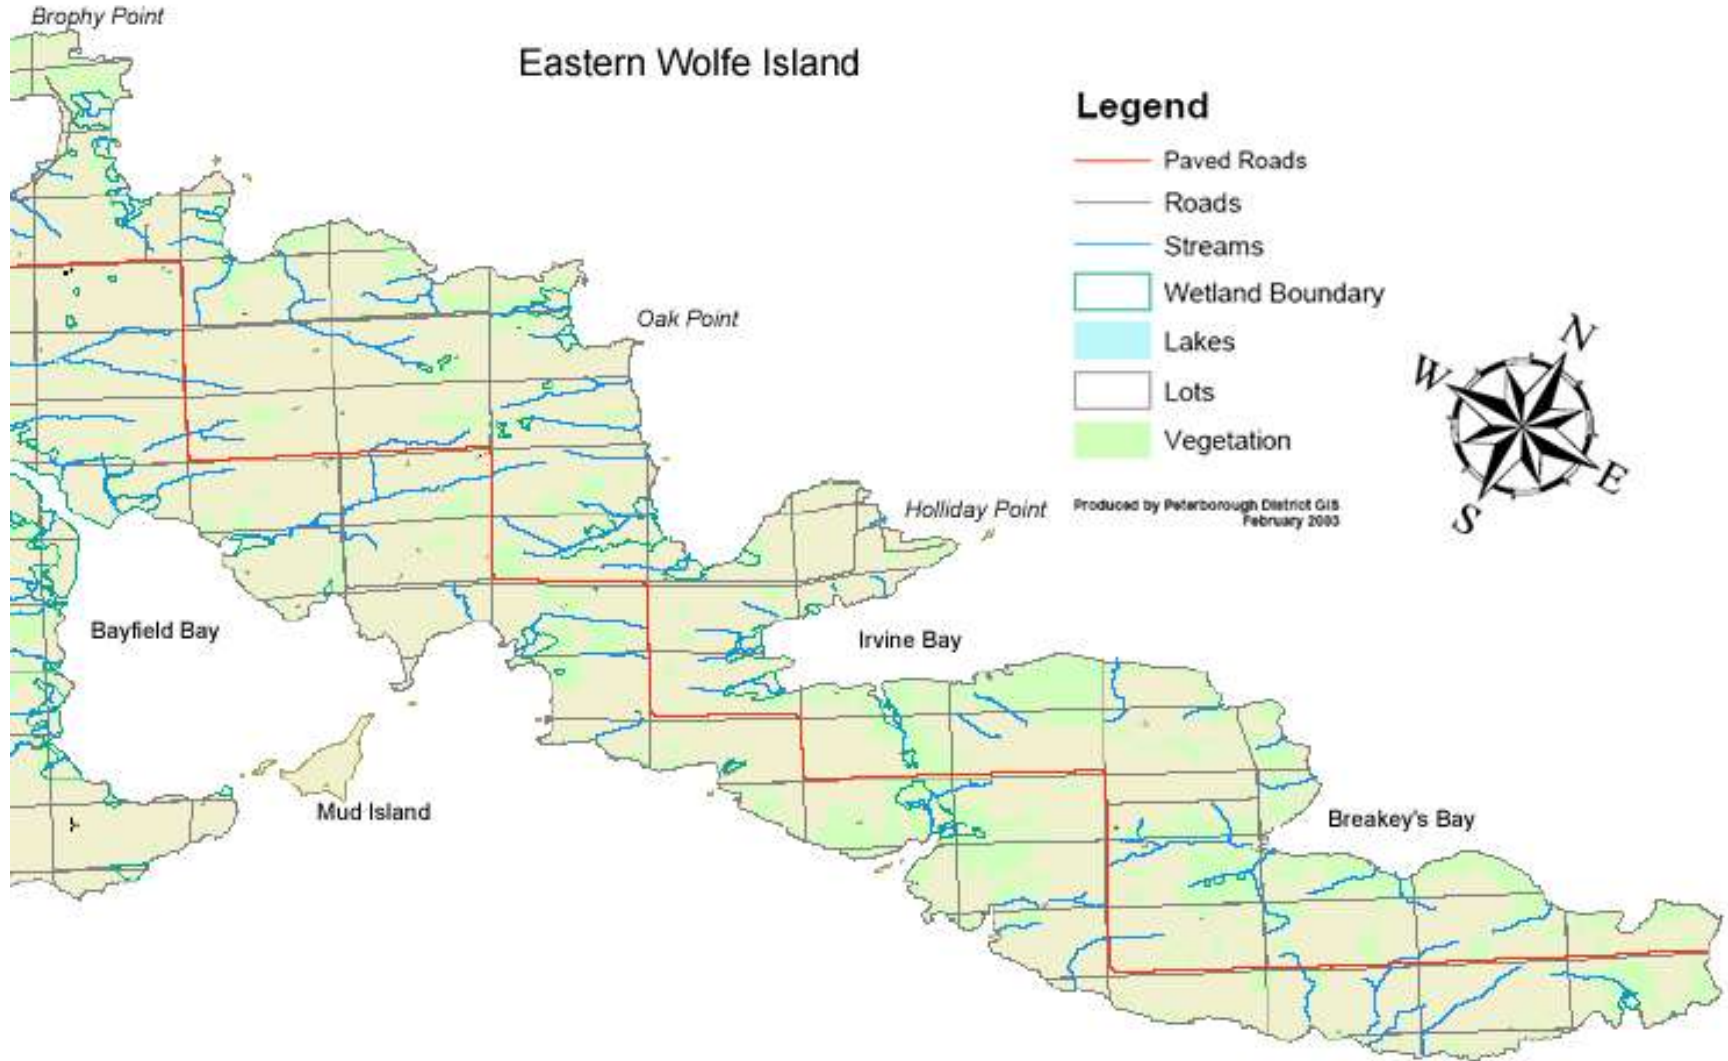 Brophy Point
Eastern Wolfe Island
Legend
Paved Roads
Roads
Streams
Wetland Boundary
Lakes
Lots
Vegetation
Produced by Peterborough District GIS
February 2003
N
W
E
S
Oak Point
Holliday Point
Bayfield Bay
Irvine Bay
Mud Island
Breakey's Bay